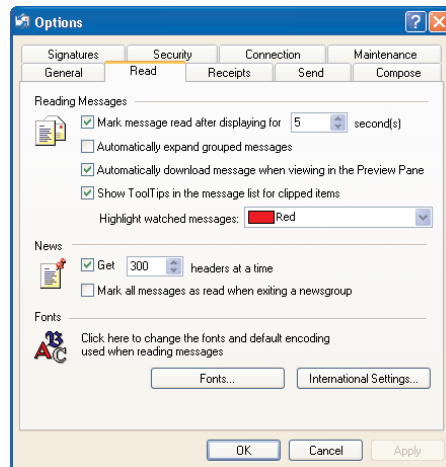 Options
Signatures Security Connection Maintenance
General Read Receipts Send Compose
Reading Messages
Mark message read after displaying for 5 second(s)
Automatically expand grouped messages
Automatically download message when viewing in the Preview Pane
Show ToolTips in the message list for clipped items
Highlight watched messages: Red
News
Get 300 headers at a time
Mark all messages as read when exiting a newsgroup
Fonts
Click here to change the fonts and default encoding
used when reading messages
Fonts... International Settings...
OK Cancel Apply